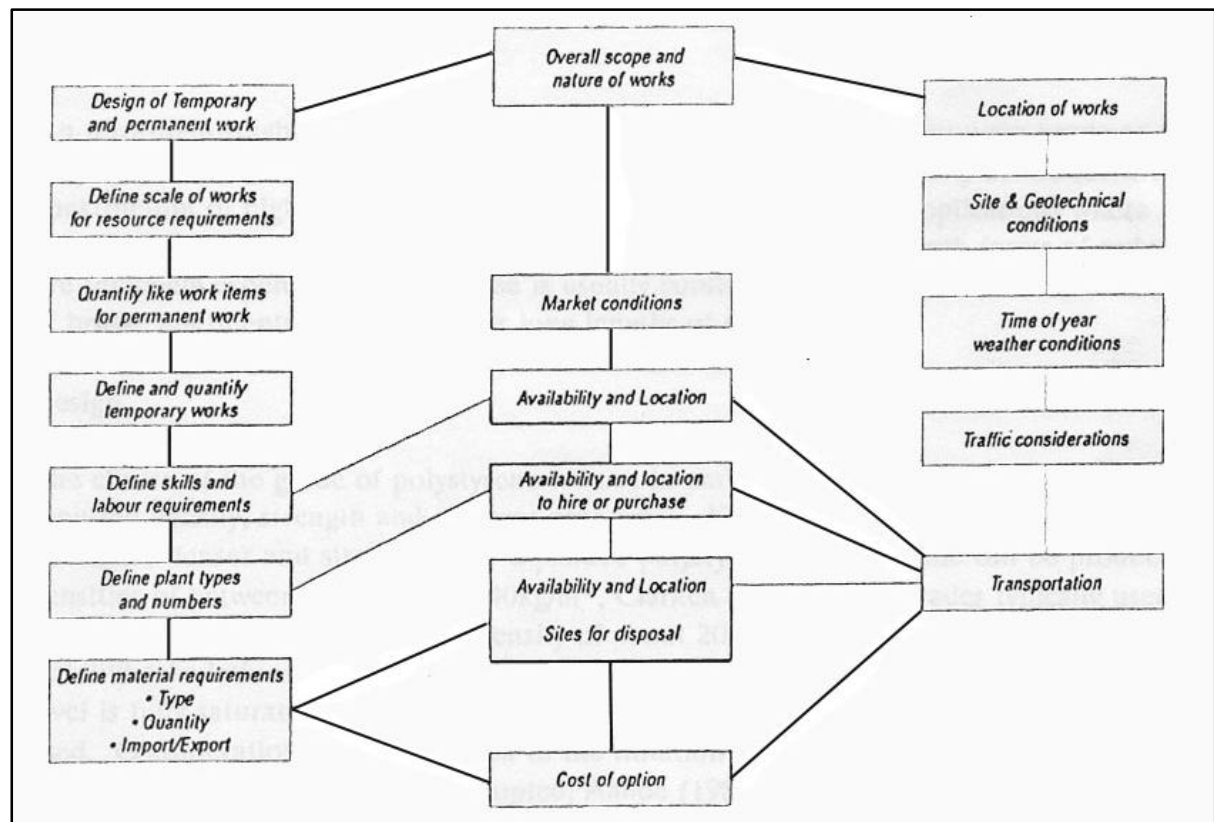 Overall scope and
nature of works
Design of Temporary
and permanent work
Location of works
Define scale of works
for resource requirements
Site & Geotechnical
conditions
Quantify like work items
for permanent work
Market conditions
Time of year
weather conditions
Define and quantify
temporary works
Availability and Location
Traffic considerations
Define skills and
labour requirements
Availability and location
to hire or purchase
Define plant types
and numbers
Availability and Location
Sites for disposal
Transportation
Define material requirements
• Type
• Quantity
• Import/Export
Cost of option